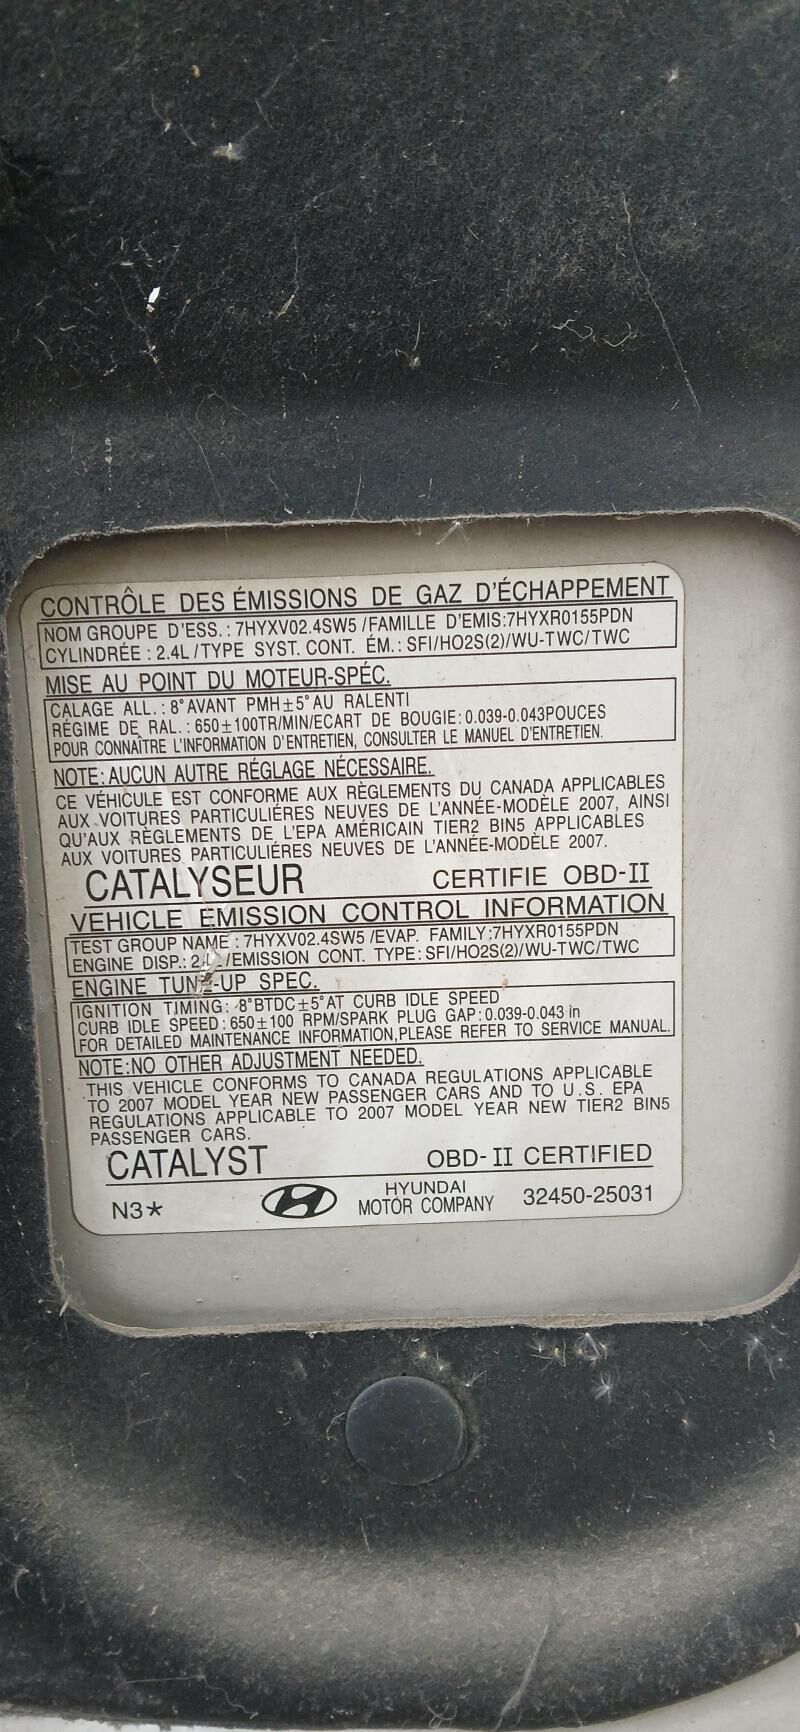 CONTRÔLE DES ÉMISSIONS DE GAZ D'ÉCHAPPEMENT
NOM GROUPE D'ESS.: 7HYXV02.4SW5 /FAMILLE D'EMIS:7HYXR0155PDN
CYLINDRÉE : 2.4L/TYPE SYST. CONT. ÉM.: SFI/HO2S(2)/WU-TWC/TWC
MISE AU POINT DU MOTEUR-SPÉC.
CALAGE ALL. : 8° AVANT PMH±5° AU RALENTI
RÉGIME DE RAL. : 650±100TR/MIN/ECART DE BOUGIE: 0.039-0.043POUCES
POUR CONNAÎTRE L'INFORMATION D'ENTRETIEN, CONSULTER LE MANUEL D'ENTRETIEN.
NOTE:AUCUN AUTRE RÉGLAGE NÉCESSAIRE.
CE VÉHICULE EST CONFORME AUX RÈGLEMENTS DU CANADA APPLICABLES
AUX VOITURES PARTICULIÉRES NEUVES DE L'ANNÉE-MODÈLE 2007, AINSI
QU'AUX RÈGLEMENTS DE L'EPA AMÉRICAIN TIER2 BIN5 APPLICABLES
AUX VOITURES PARTICULIÉRES NEUVES DE L'ANNÉE-MODÈLE 2007.
CATALYSEUR CERTIFIE OBD-II
VEHICLE EMISSION CONTROL INFORMATION
TEST GROUP NAME : 7HYXV02.4SW5 /EVAP. FAMILY:7HYXR0155PDN
ENGINE DISP.: /EMISSION CONT. TYPE: SFI/HO2S(2)/WU-TWC/TWC
ENGINE TUNE-UP SPEC.
IGNITION TIMING: 8° BTDC±5° AT CURB IDLE SPEED
CURB IDLE SPEED: 650±100 RPM/SPARK PLUG GAP: 0.039-0.043 in
FOR DETAILED MAINTENANCE INFORMATION,PLEASE REFER TO SERVICE MANUAL.
NOTE:NO OTHER ADJUSTMENT NEEDED.
THIS VEHICLE CONFORMS TO CANADA REGULATIONS APPLICABLE
TO 2007 MODEL YEAR NEW PASSENGER CARS AND TO U.S. EPA
REGULATIONS APPLICABLE TO 2007 MODEL YEAR NEW TIER2 BIN5
PASSENGER CARS.
CATALYST OBD-II CERTIFIED
N3* HYUNDAI MOTOR COMPANY 32450-25031